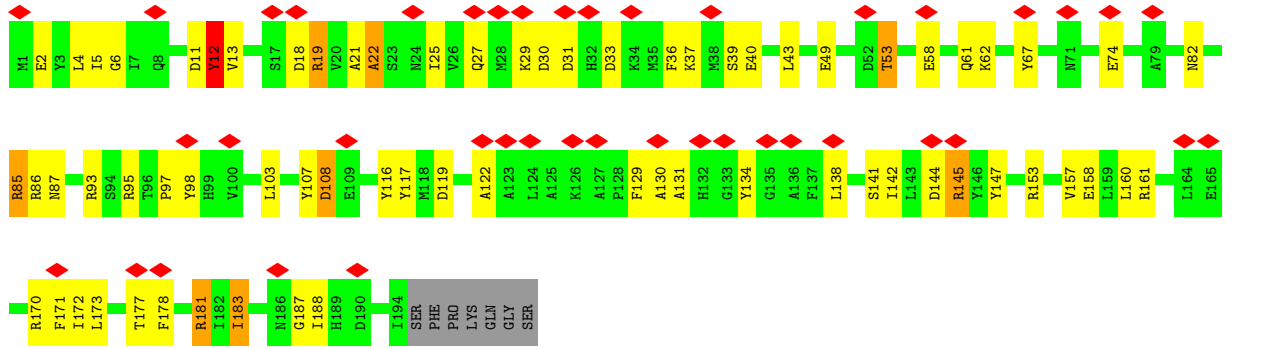 M1 E2 Y3 L4 I5 G6 I7 Q8 D11 Y12 V13 S17 D18 R19 V20 A21 A22 S23 N24 I25 V26 Q27 M28 K29 D30 D31 H32 D33 K34 M35 F36 K37 M38 S39 E40 L43 E49 D52 T53 E58 Q61 K62 Y67 N71 E74 A79 N82
R85 R86 N87 R93 S94 R95 T96 P97 Y98 H99 V100 L103 Y107 D108 E109 Y116 Y117 M118 D119 A122 A123 L124 A125 K126 A127 P128 F129 A130 A131 H132 G133 Y134 G135 A136 F137 L138 S141 I142 L143 D144 R145 Y146 Y147 R153 V157 E158 L159 L160 R161 L164 E165
R170 F171 I172 L173 T177 F178 R181 I182 I183 N186 G187 I188 H189 D190 I194 SER PHE PRO LYS GLN GLY SER